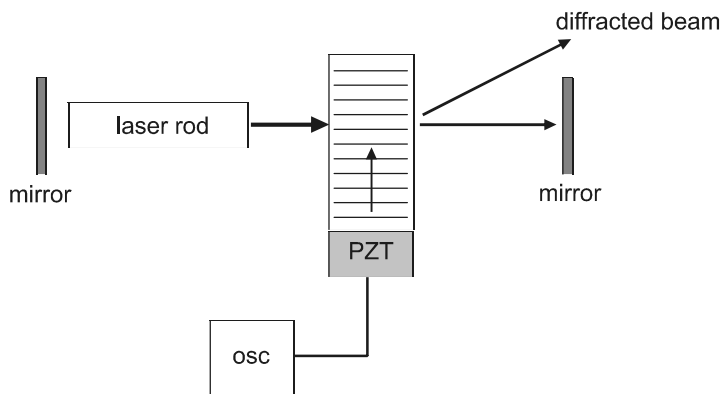 diffracted beam
laser rod
mirror
mirror
PZT
osc